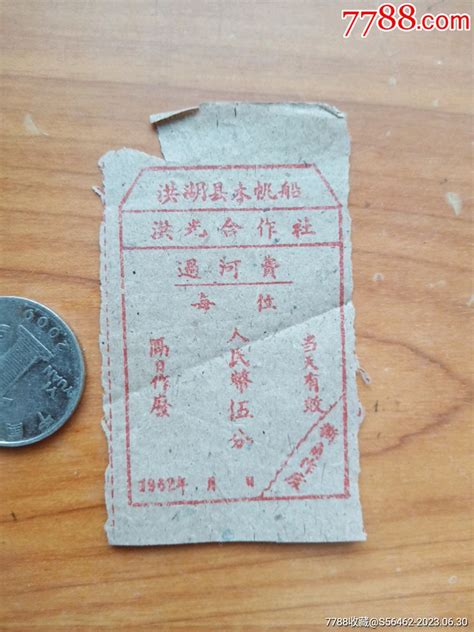 7788.com
洪湖县木帆船
洪光合作社
过河费
每位
当天有效
人民幣伍分
隔日作廢
1962年 月 日
7788收藏@S56462-2023.06.30